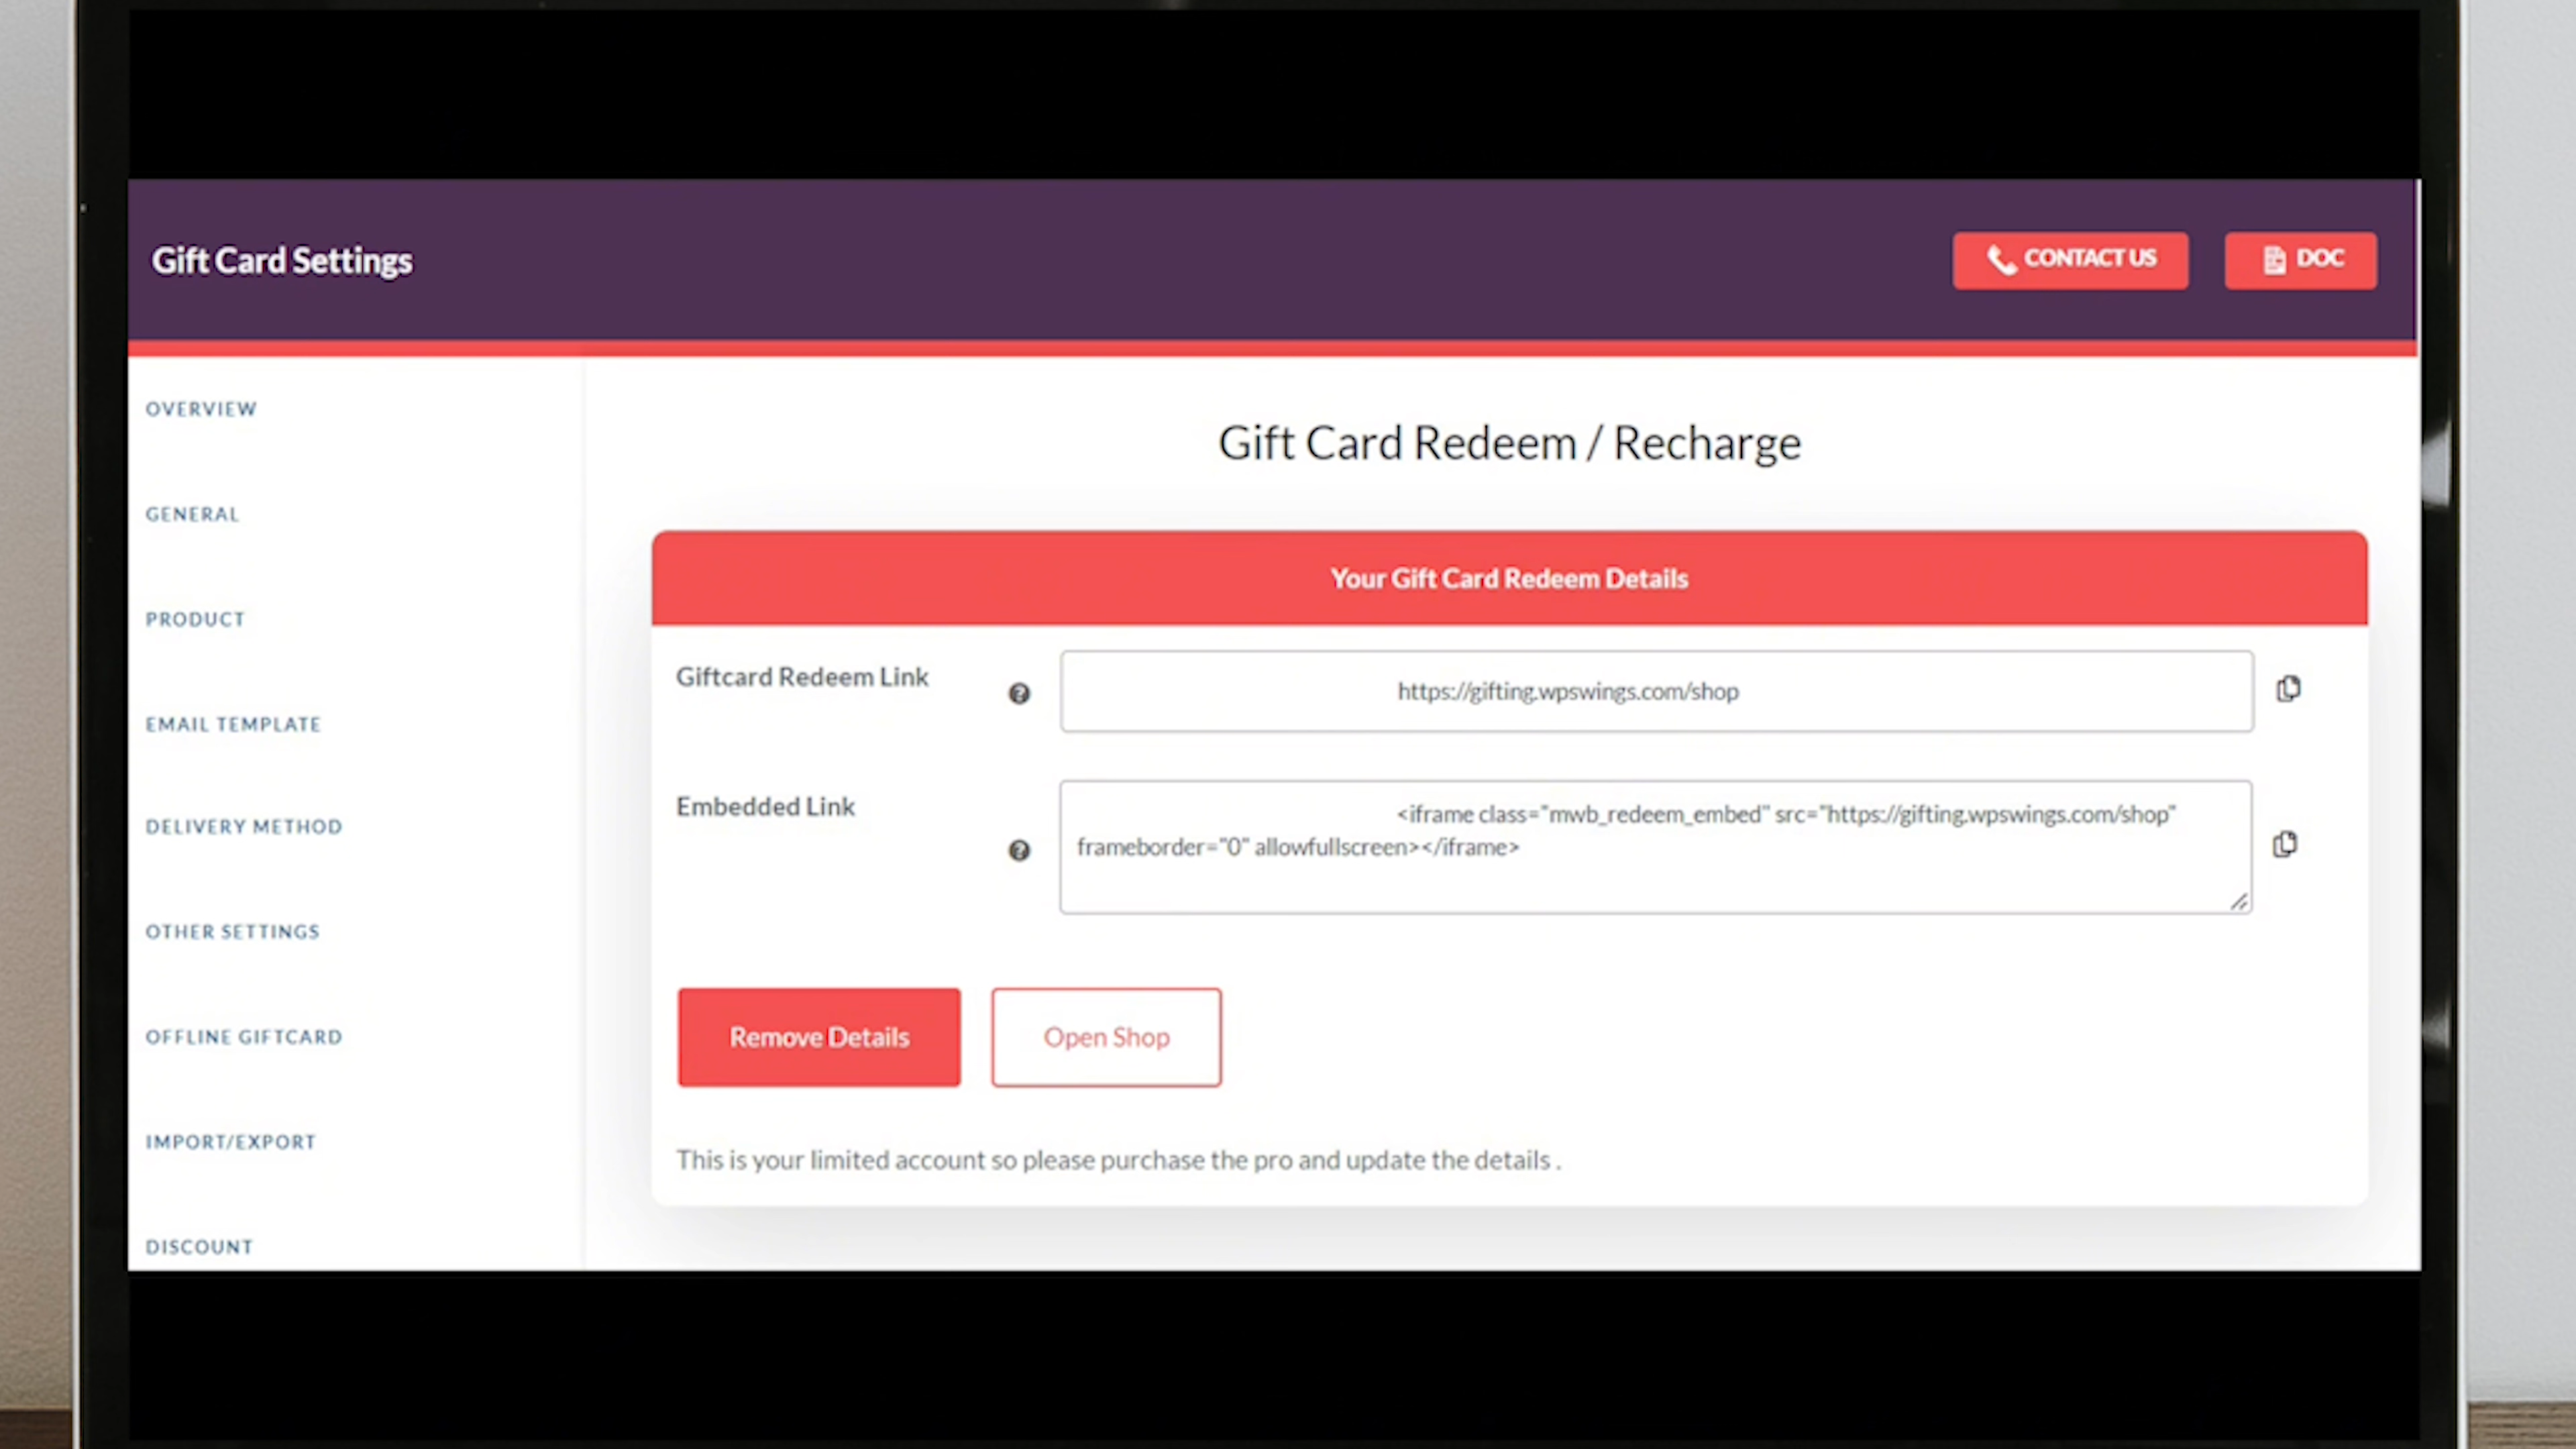 Gift Card Settings
CONTACT US
DOC
OVERVIEW
GENERAL
PRODUCT
EMAIL TEMPLATE
DELIVERY METHOD
OTHER SETTINGS
OFFLINE GIFTCARD
IMPORT/EXPORT
DISCOUNT
Gift Card Redeem / Recharge
Your Gift Card Redeem Details
Giftcard Redeem Link
https://gifting.wpswings.com/shop
Embedded Link
<iframe class="mwb_redeem_embed" src="https://gifting.wpswings.com/shop"
frameborder="0" allowfullscreen></iframe>
Remove Details
Open Shop
This is your limited account so please purchase the pro and update the details .